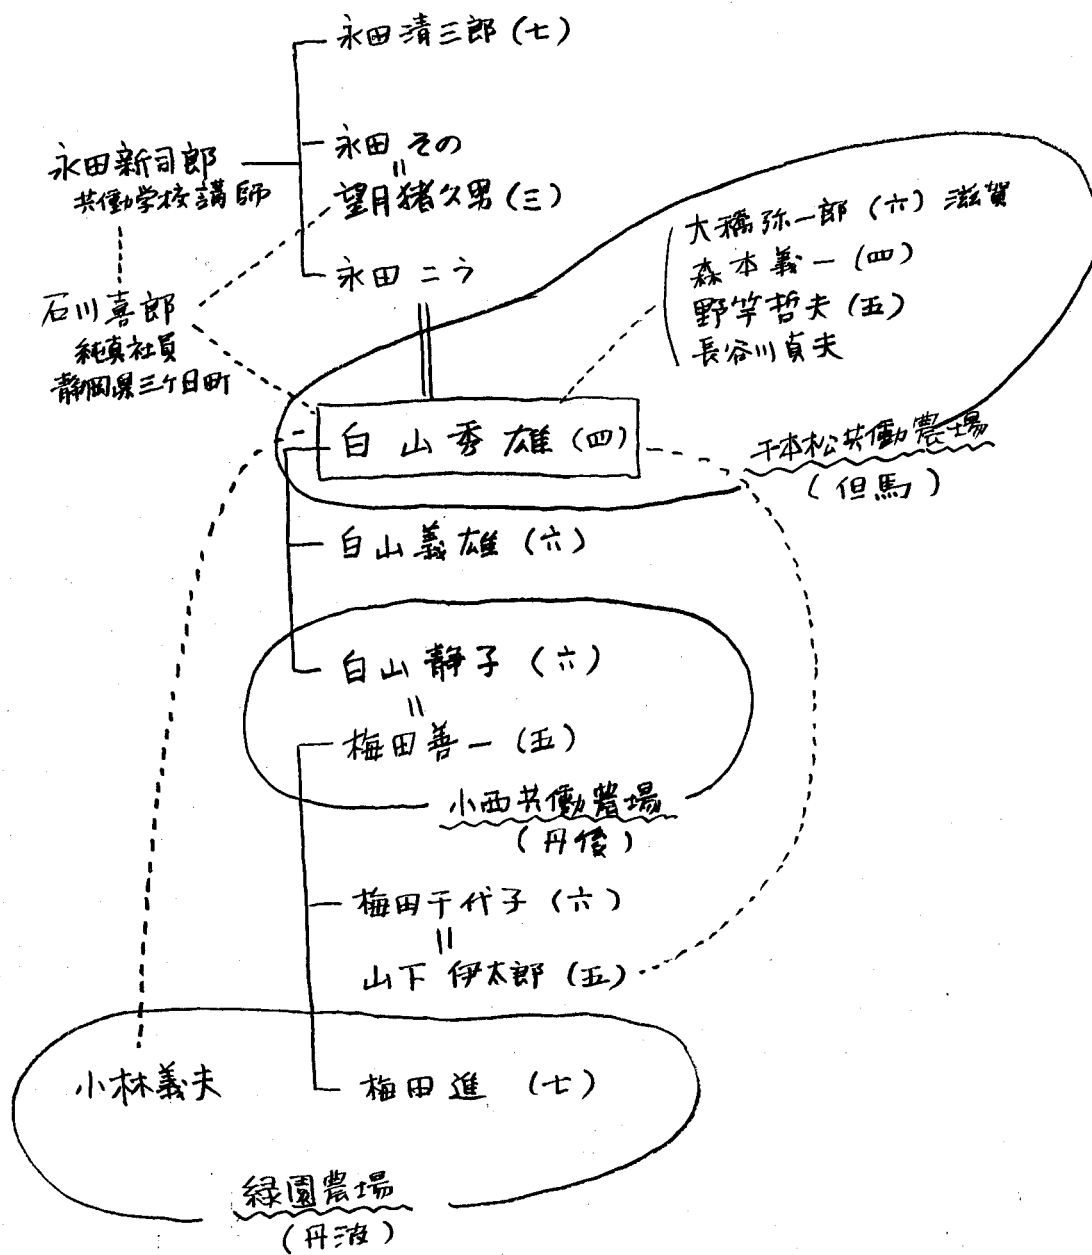 永田清三郎(七)
永田その
〃
永田新司郎
共働学校講師
望月猪久男(三)
永田こう
大橋弥一郎(六)滋賀
森本義一(四)
野竿哲夫(五)
長谷川貞夫
石川喜郎
純真社員
静岡県三ケ日町
白山秀雄(四)
千本松共働農場
(但馬)
白山義雄(六)
白山静子(六)
〃
梅田善一(五)
小西共働農場
(丹後)
梅田千代子(六)
〃
山下伊太郎(五)
小林義夫
梅田進(七)
緑園農場
(丹波)